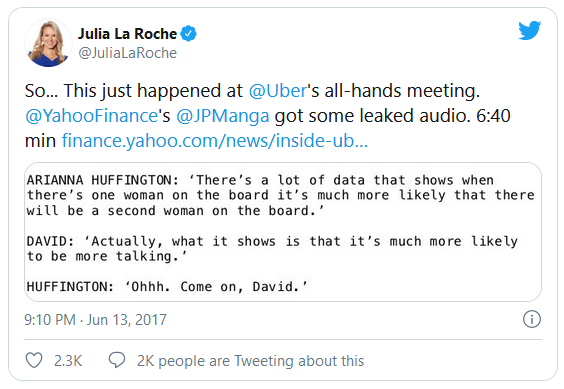 Julia La Roche
@JuliaLaRoche
So... This just happened at @Uber's all-hands meeting.
@YahooFinance's @JPManga got some leaked audio. 6:40
min finance.yahoo.com/news/inside-ub...
ARIANNA HUFFINGTON: ‘There’s a lot of data that shows when
there’s one woman on the board it’s much more likely that there
will be a second woman on the board.’
DAVID: ‘Actually, what it shows is that it’s much more likely
to be more talking.’
HUFFINGTON: ‘Ohhh. Come on, David.’
9:10 PM · Jun 13, 2017
2.3K 2K people are Tweeting about this